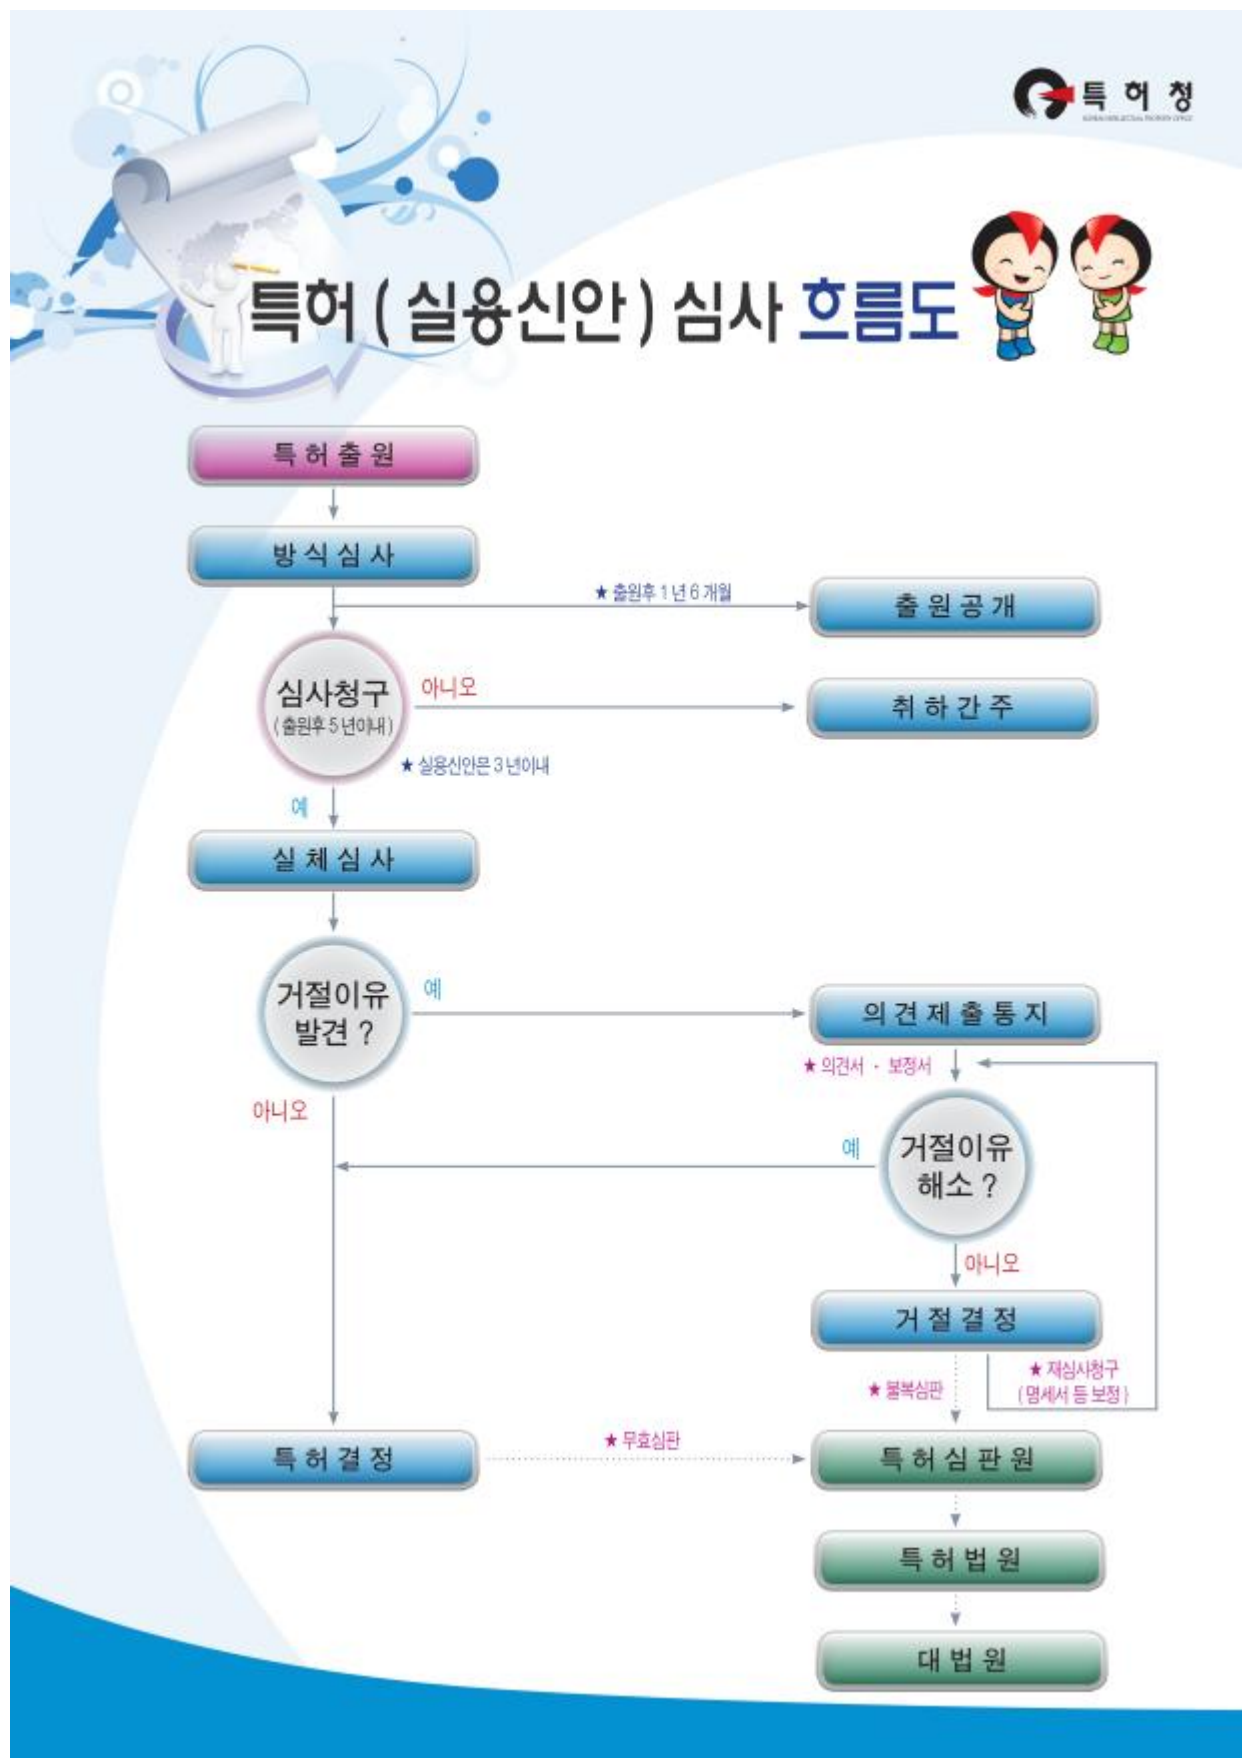 특허청
특허 ( 실용신안 ) 심사 흐름도
특허출원
방식심사
★ 출원후 1년 6개월
출원공개
심사청구
( 출원후 5년이내 )
아니오
취하간주
★ 실용신안은 3년이내
예
실체심사
거절이유
발견 ?
예
의견제출통지
★ 의견서 · 보정서
아니오
예
거절이유
해소 ?
아니오
거절결정
★ 재심사청구
( 명세서 등 보정 )
★ 불복심판
특허결정
★ 무효심판
특허심판원
특허법원
대법원